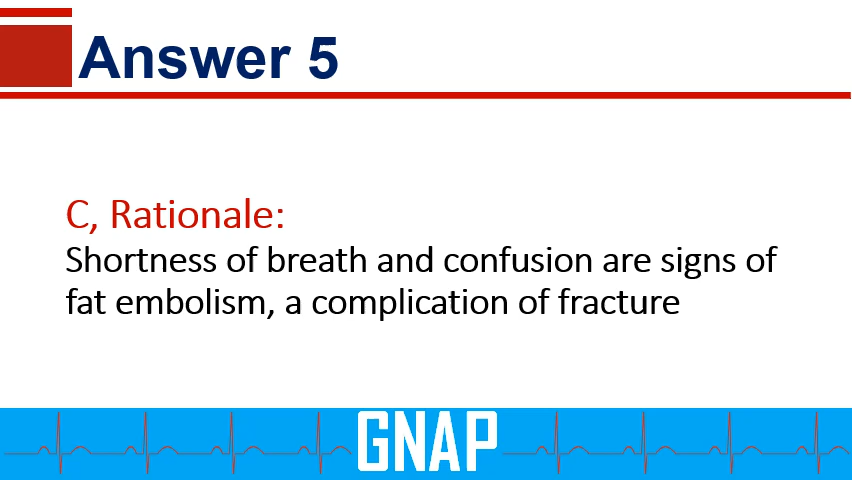 Answer 5
C, Rationale:
Shortness of breath and confusion are signs of
fat embolism, a complication of fracture
GNAP